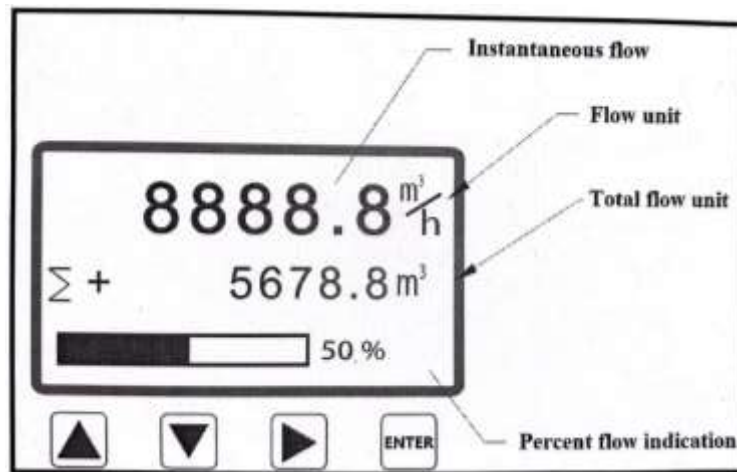 Instantaneous flow
Flow unit
8888.8 m³/h
Total flow unit
∑ + 5678.8 m³
50 %
ENTER
Percent flow indication